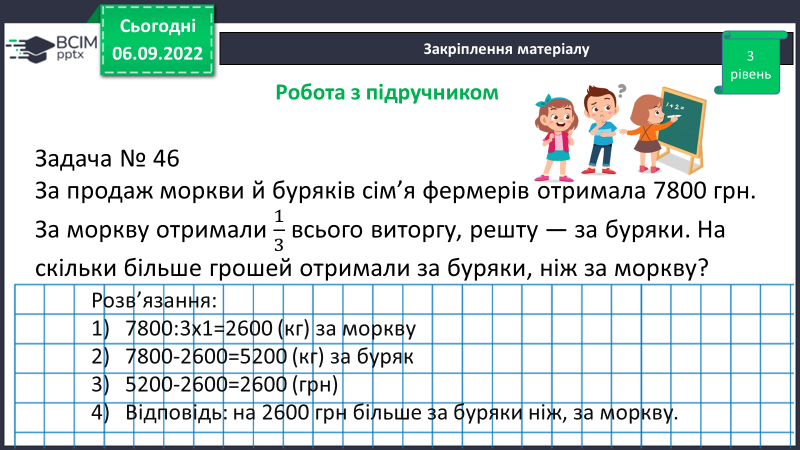 Сьогодні
06.09.2022
BCIM
pptx
Закріплення матеріалу
3
рівень
Робота з підручником
1 + 2 =
?
Задача № 46
За продаж моркви й буряків сім’я фермерів отримала 7800 грн.
За моркву отримали 1/3 всього виторгу, решту — за буряки. На
скільки більше грошей отримали за буряки, ніж за моркву?
Розв’язання:
1) 7800:3х1=2600 (кг) за моркву
2) 7800-2600=5200 (кг) за буряк
3) 5200-2600=2600 (грн)
4) Відповідь: на 2600 грн більше за буряки ніж, за моркву.